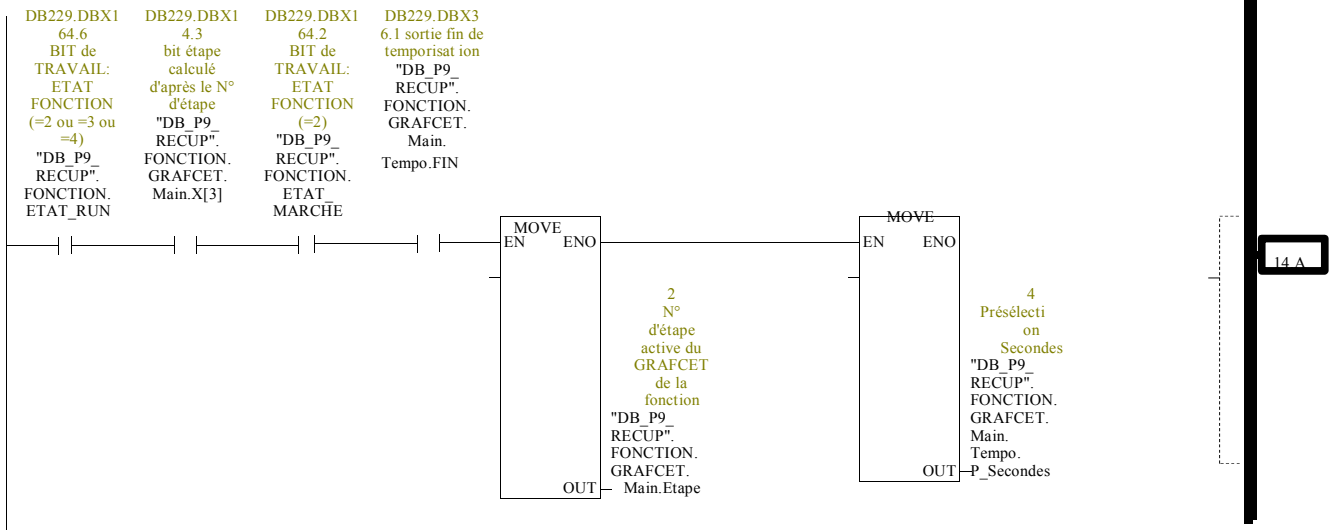 DB229.DBX1
64.6
BIT de
TRAVAIL:
ETAT
FONCTION
(=2 ou =3 ou
=4)
"DB_P9_
RECUP".
FONCTION.
ETAT_RUN
DB229.DBX1
4.3
bit étape
calculé
d'après le N°
d'étape
"DB_P9_
RECUP".
FONCTION.
GRAFCET.
Main.X[3]
DB229.DBX1
64.2
BIT de
TRAVAIL:
ETAT
FONCTION
(=2)
"DB_P9_
RECUP".
FONCTION.
ETAT_
MARCHE
DB229.DBX3
6.1 sortie fin de
temporisat ion
"DB_P9_
RECUP".
FONCTION.
GRAFCET.
Main.
Tempo.FIN
MOVE
EN ENO
2
N°
d'étape
active du
GRAFCET
de la
fonction
"DB_P9_
RECUP".
FONCTION.
GRAFCET.
OUT Main.Etape
MOVE
EN ENO
4
Présélecti
on
Secondes
"DB_P9_
RECUP".
FONCTION.
GRAFCET.
Main.
Tempo.
OUT P_Secondes
14 A